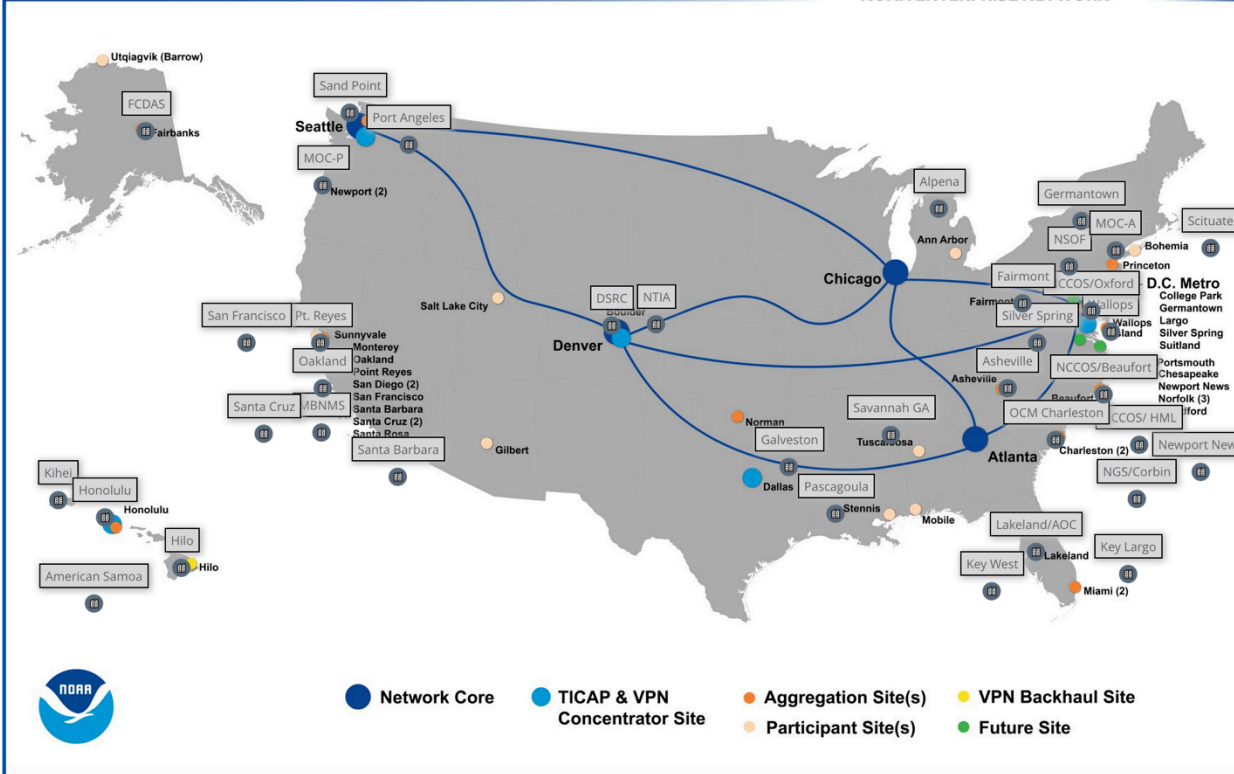 NOAA ENTERPRISE NETWORK
Utqiagvik (Barrow)
FCDAS
Fairbanks
Sand Point
Seattle
Port Angeles
MOC-P
Newport (2)
Alpena
Ann Arbor
Germantown
MOC-A
Scituate
NSOF
Bohemia
Princeton
Chicago
Fairmont
Fairmont
CCOS/Oxford
D.C. Metro
College Park
Germantown
Largo
Silver Spring
Suitland
Wallops
Wallops
Island
Silver Spring
Salt Lake City
DSRC
NTIA
Boulder
Denver
San Francisco
Pt. Reyes
Sunnyvale
Monterey
Oakland
Point Reyes
San Diego (2)
San Francisco
Santa Barbara
Santa Cruz (2)
Santa Rosa
Oakland
Santa Cruz
MBNMS
Santa Barbara
Gilbert
Asheville
Asheville
NCCOS/Beaufort
Beaufort
Portsmouth
Chesapeake
Newport News
Norfolk (3)
CCOS/ HML
OCM Charleston
Charleston (2)
Newport New
NGS/Corbin
Savannah GA
Tuscaloosa
Norman
Galveston
Atlanta
Dallas
Pascagoula
Stennis
Mobile
Lakeland/AOC
Lakeland
Key West
Key Largo
Miami (2)
Kihei
Honolulu
Honolulu
Hilo
Hilo
American Samoa
NOAA
Network Core
TICAP & VPN
Concentrator Site
Aggregation Site(s)
Participant Site(s)
VPN Backhaul Site
Future Site